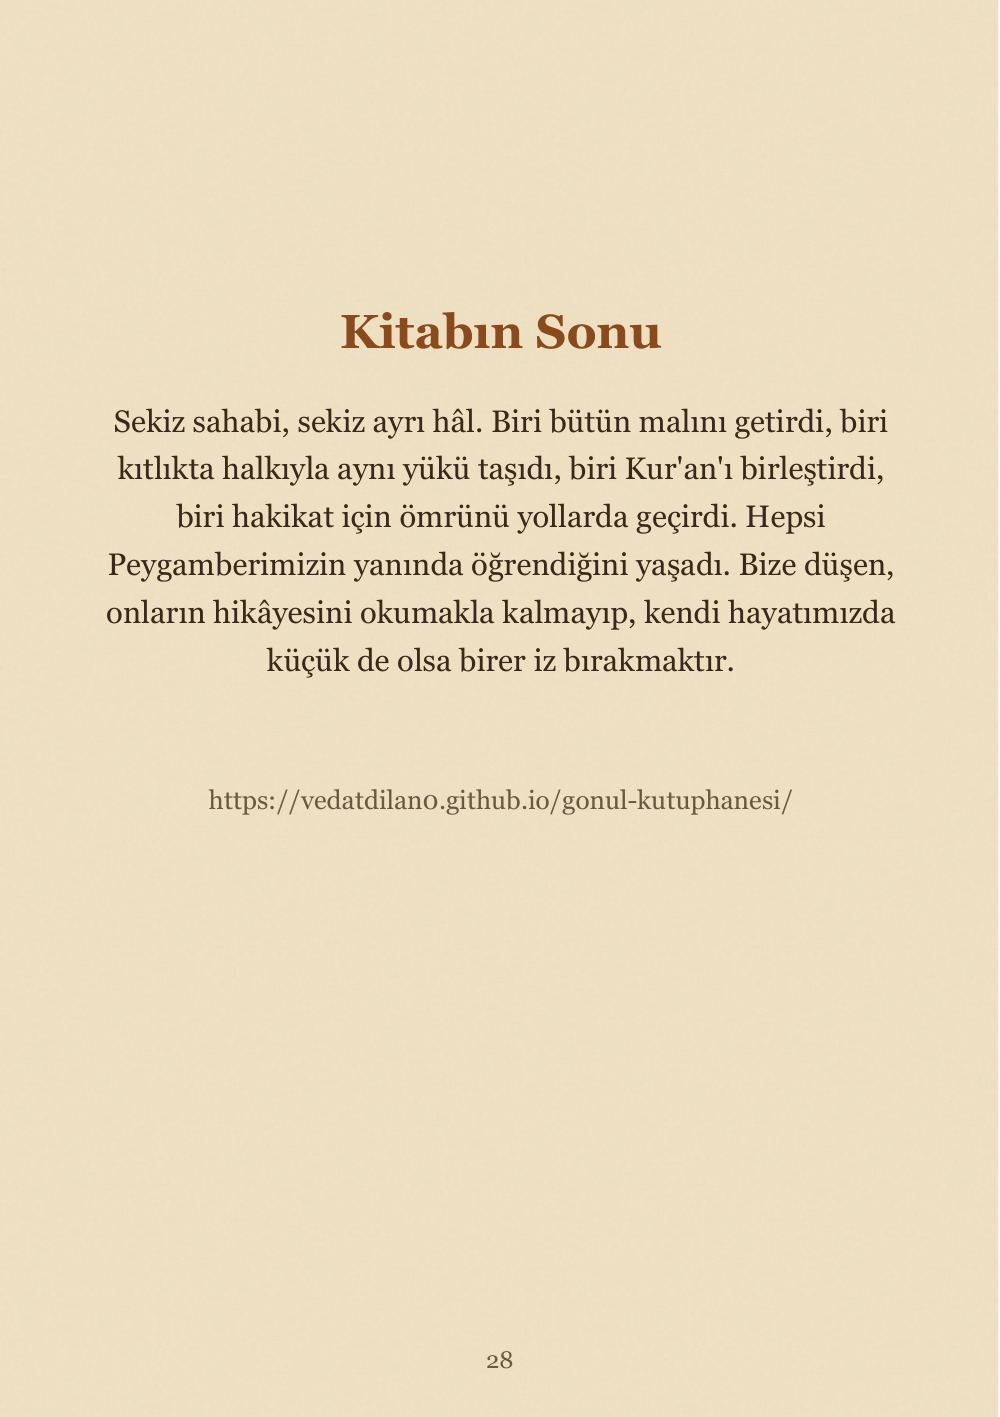 Kitabın Sonu
Sekiz sahabi, sekiz ayrı hâl. Biri bütün malını getirdi, biri
kıtlıkta halkıyla aynı yükü taşıdı, biri Kur'an'ı birleştirdi,
biri hakikat için ömrünü yollarda geçirdi. Hepsi
Peygamberimizin yanında öğrendiğini yaşadı. Bize düşen,
onların hikâyesini okumakla kalmayıp, kendi hayatımızda
küçük de olsa birer iz bırakmaktır.
https://vedatdilan0.github.io/gonul-kutuphanesi/
28